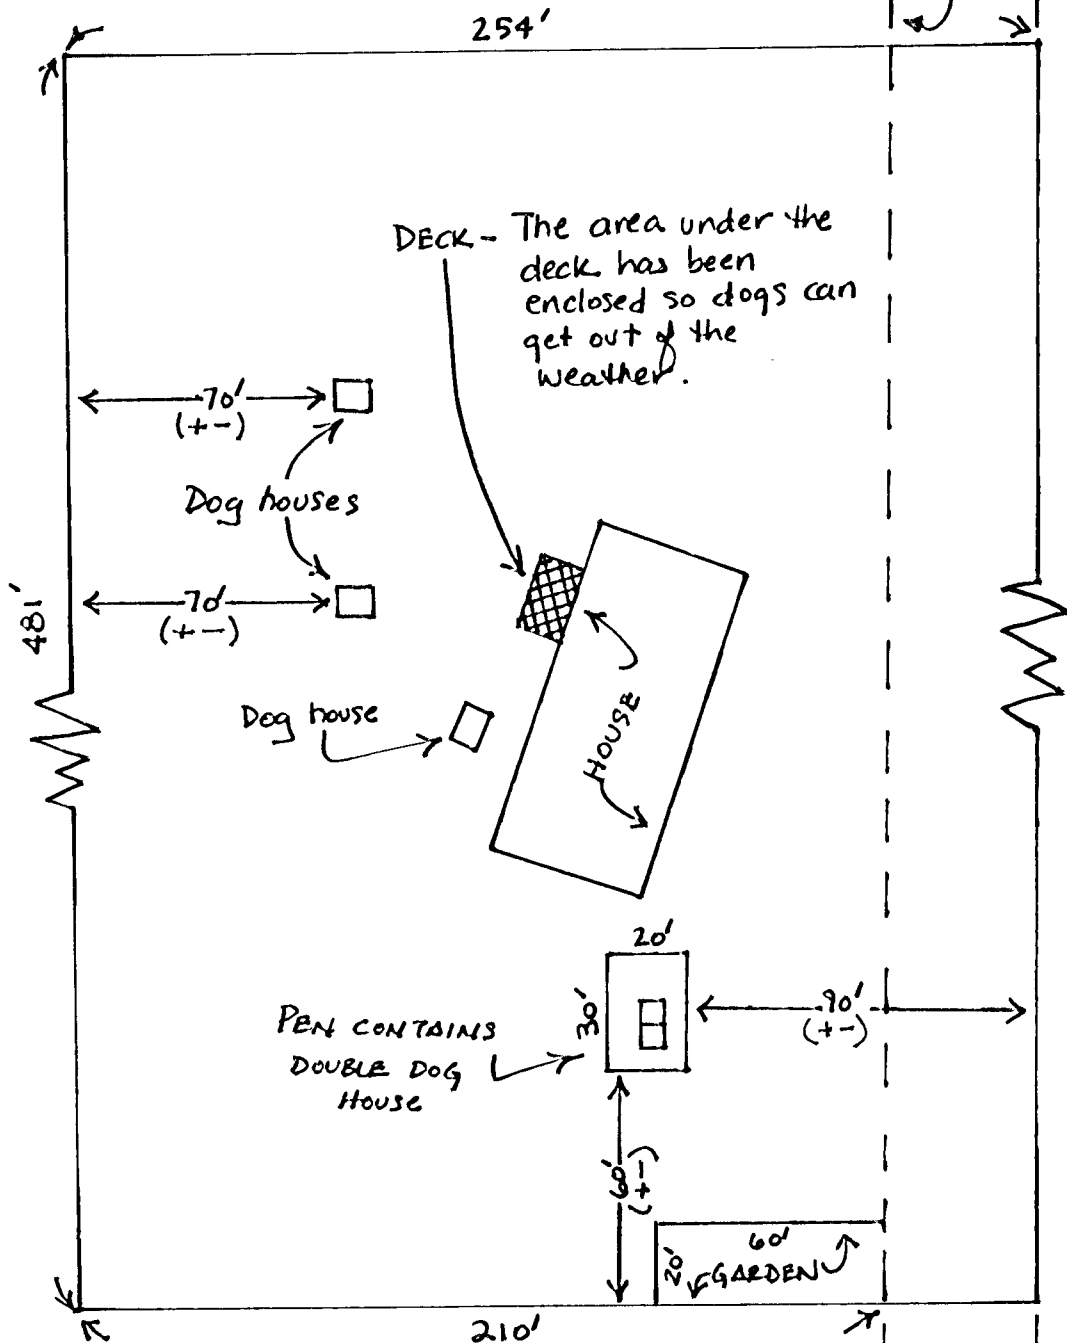 254'
DECK - The area under the
deck has been
enclosed so dogs can
get out of the
weather.
70'
(+-)
Dog houses
70'
(+-)
481'
Dog house
HOUSE
20'
30'
90'
(+-)
PEN CONTAINS
DOUBLE DOG
HOUSE
60'
(+-)
60'
20'
GARDEN
210'